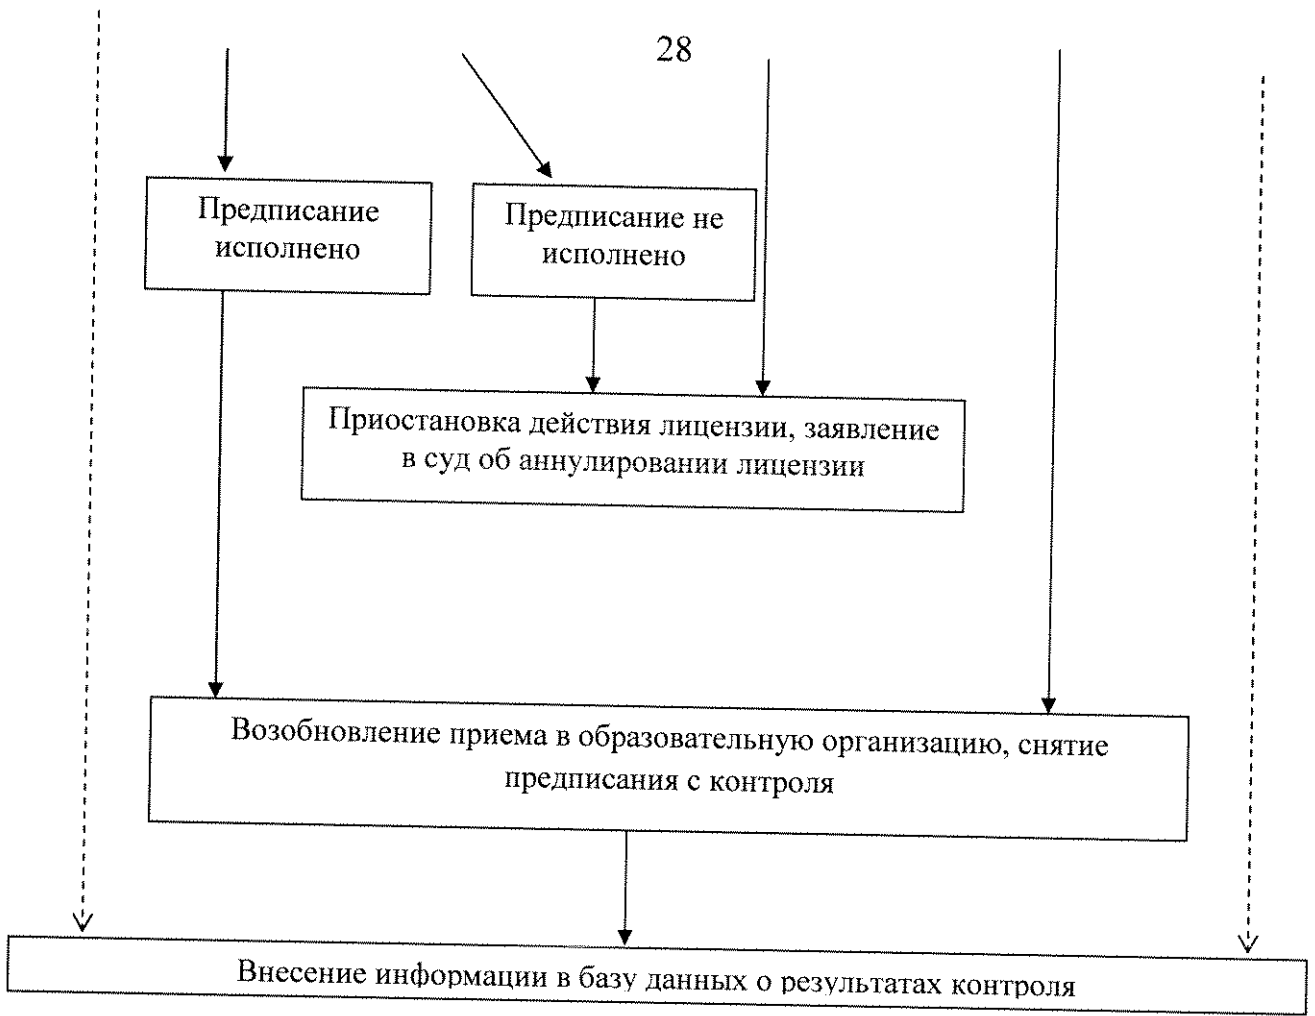 28
Предписание
исполнено
Предписание не
исполнено
Приостановка действия лицензии, заявление
в суд об аннулировании лицензии
Возобновление приема в образовательную организацию, снятие
предписания с контроля
Внесение информации в базу данных о результатах контроля